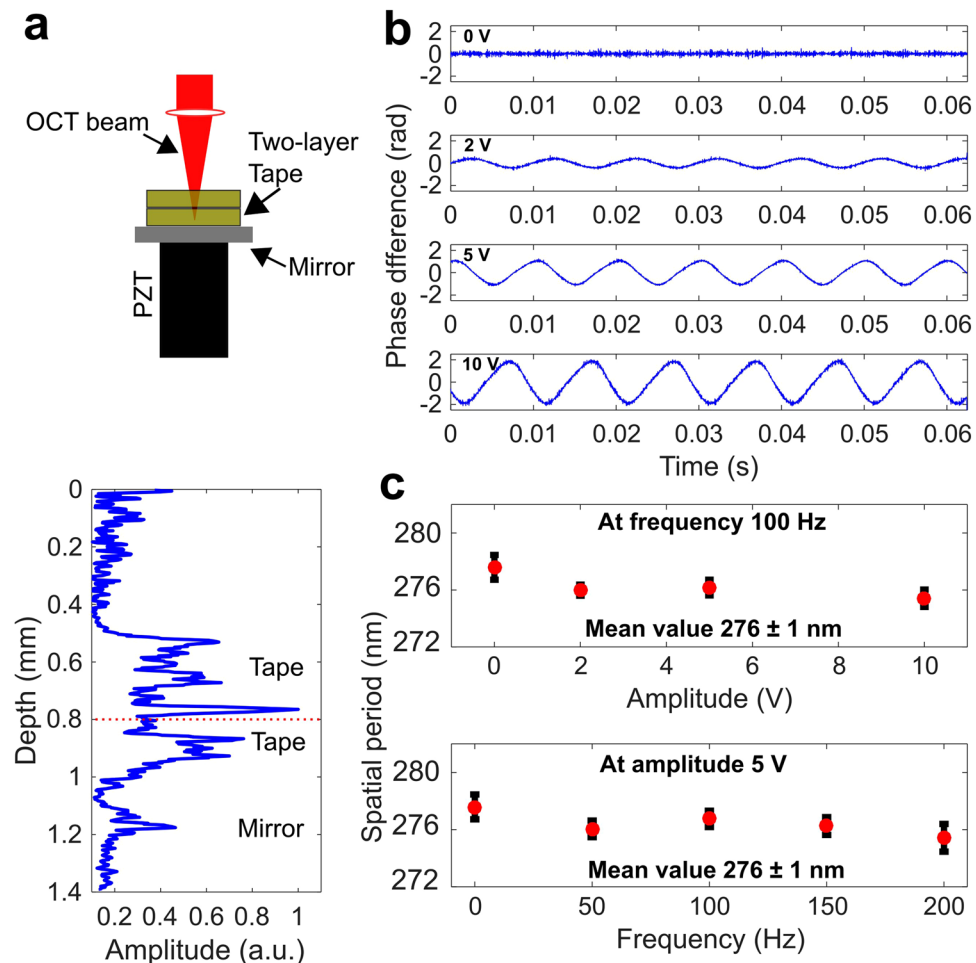 a
OCT beam
Two-layer
Tape
Mirror
PZT
b
Phase dfference (rad)
2
0
-2
0 V
0 0.01 0.02 0.03 0.04 0.05 0.06
2
0
-2
2 V
0 0.01 0.02 0.03 0.04 0.05 0.06
2
0
-2
5 V
0 0.01 0.02 0.03 0.04 0.05 0.06
2
0
-2
10 V
0 0.01 0.02 0.03 0.04 0.05 0.06
Time (s)
Depth (mm)
0
0.2
0.4
0.6
0.8
1
1.2
1.4
Tape
Tape
Mirror
0.2 0.4 0.6 0.8 1
Amplitude (a.u.)
c
Spatial period (nm)
280
276
272
At frequency 100 Hz
Mean value 276 ± 1 nm
0 2 4 6 8 10
Amplitude (V)
280
276
272
At amplitude 5 V
Mean value 276 ± 1 nm
0 50 100 150 200
Frequency (Hz)